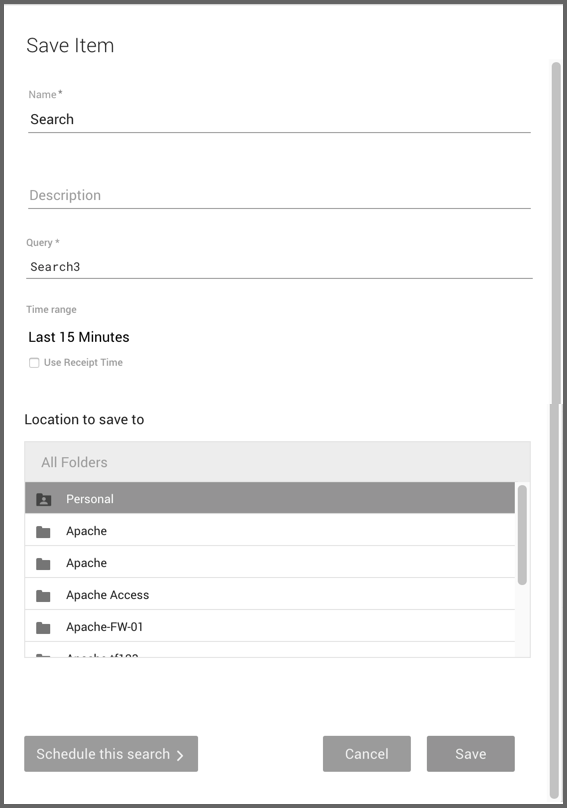 Save Item
Name *
Search
Description
Query *
Search3
Time range
Last 15 Minutes
Use Receipt Time
Location to save to
All Folders
Personal
Apache
Apache
Apache Access
Apache-FW-01
Schedule this search
Cancel
Save